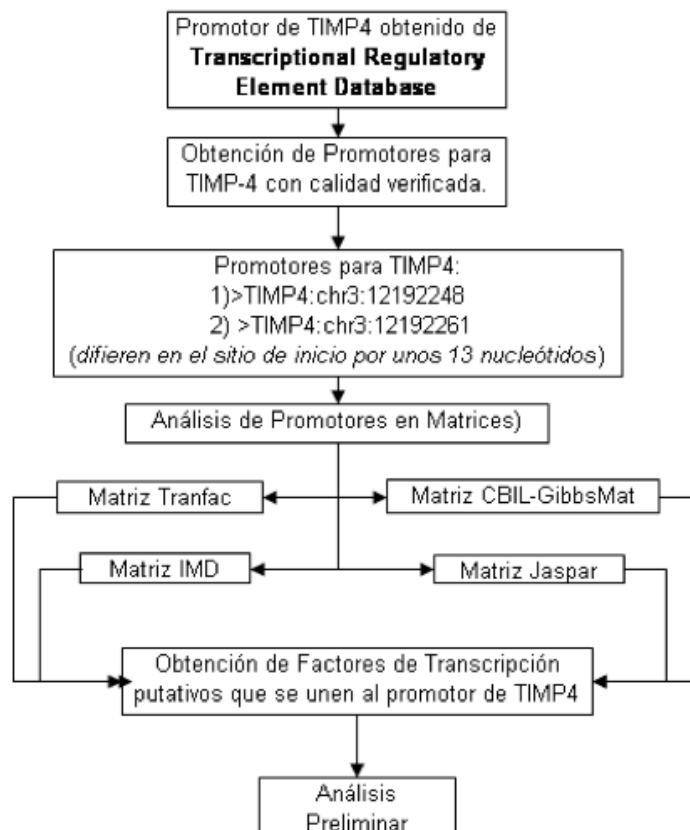 Promotor de TIMP4 obtenido de
Transcriptional Regulatory
Element Database
Obtención de Promotores para
TIMP-4 con calidad verificada.
Promotores para TIMP4:
1)>TIMP4:chr3:12192248
2) >TIMP4:chr3:12192261
(difieren en el sitio de inicio por unos 13 nucleótidos)
Análisis de Promotores en Matrices)
Matriz Tranfac
Matriz CBIL-GibbsMat
Matriz IMD
Matriz Jaspar
Obtención de Factores de Transcripción
putativos que se unen al promotor de TIMP4
Análisis
Preliminar